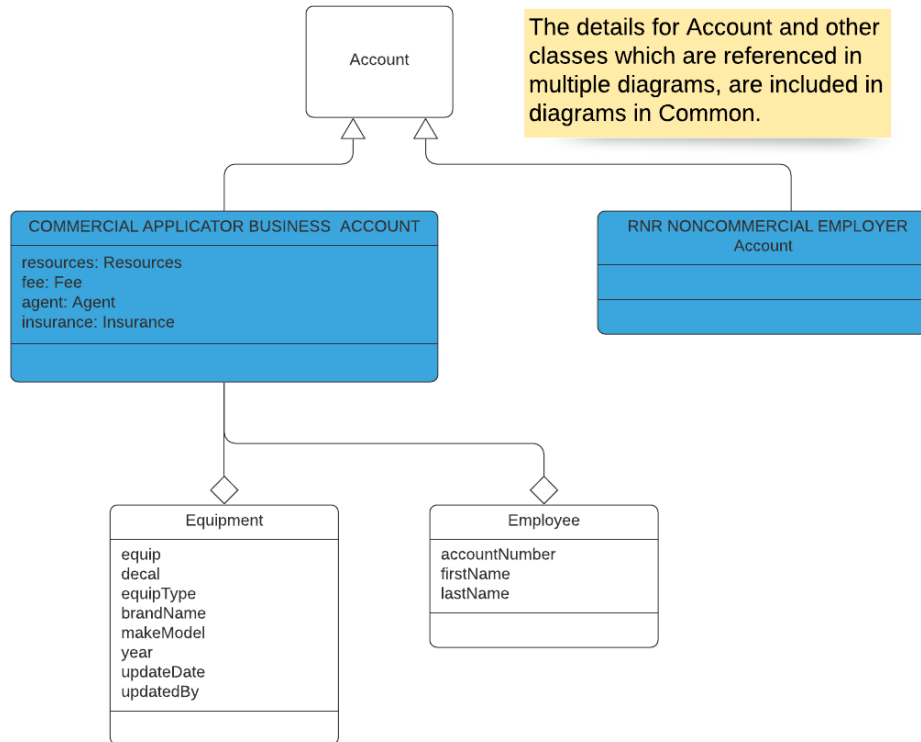 Account
The details for Account and other
classes which are referenced in
multiple diagrams, are included in
diagrams in Common.
COMMERCIAL APPLICATOR BUSINESS  ACCOUNT
resources: Resources
fee: Fee
agent: Agent
insurance: Insurance
RNR NONCOMMERCIAL EMPLOYER
Account
Equipment
equip
decal
equipType
brandName
makeModel
year
updateDate
updatedBy
Employee
accountNumber
firstName
lastName